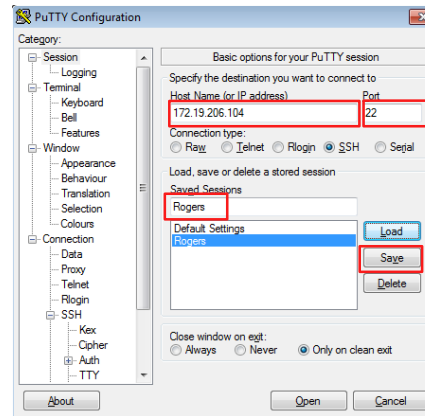 PuTTY Configuration
Category:
Session
Logging
Terminal
Keyboard
Bell
Features
Window
Appearance
Behaviour
Translation
Selection
Colours
Connection
Data
Proxy
Telnet
Rlogin
SSH
Kex
Cipher
Auth
TTY
Basic options for your PuTTY session
Specify the destination you want to connect to
Host Name (or IP address) Port
172.19.206.104 22
Connection type:
Raw Telnet Rlogin SSH Serial
Load, save or delete a stored session
Saved Sessions
Rogers
Default Settings
Rogers
Load
Save
Delete
Close window on exit:
Always Never Only on clean exit
About Open Cancel